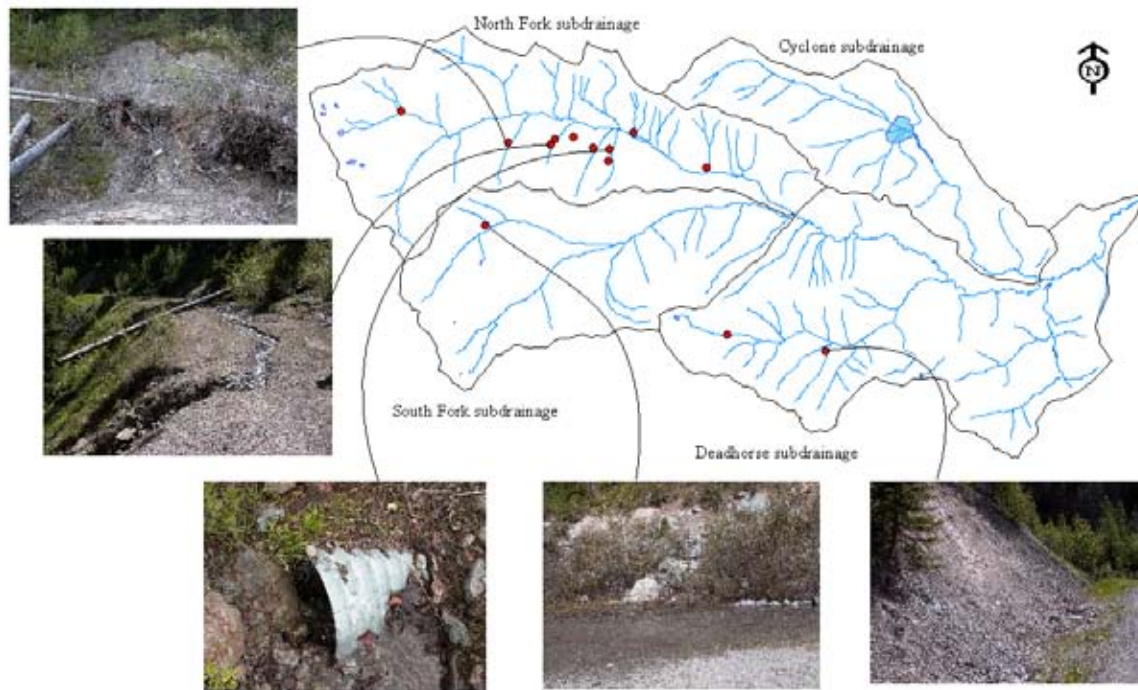 North Fork subdrainage
Cyclone subdrainage
N
South Fork subdrainage
Deadhorse subdrainage